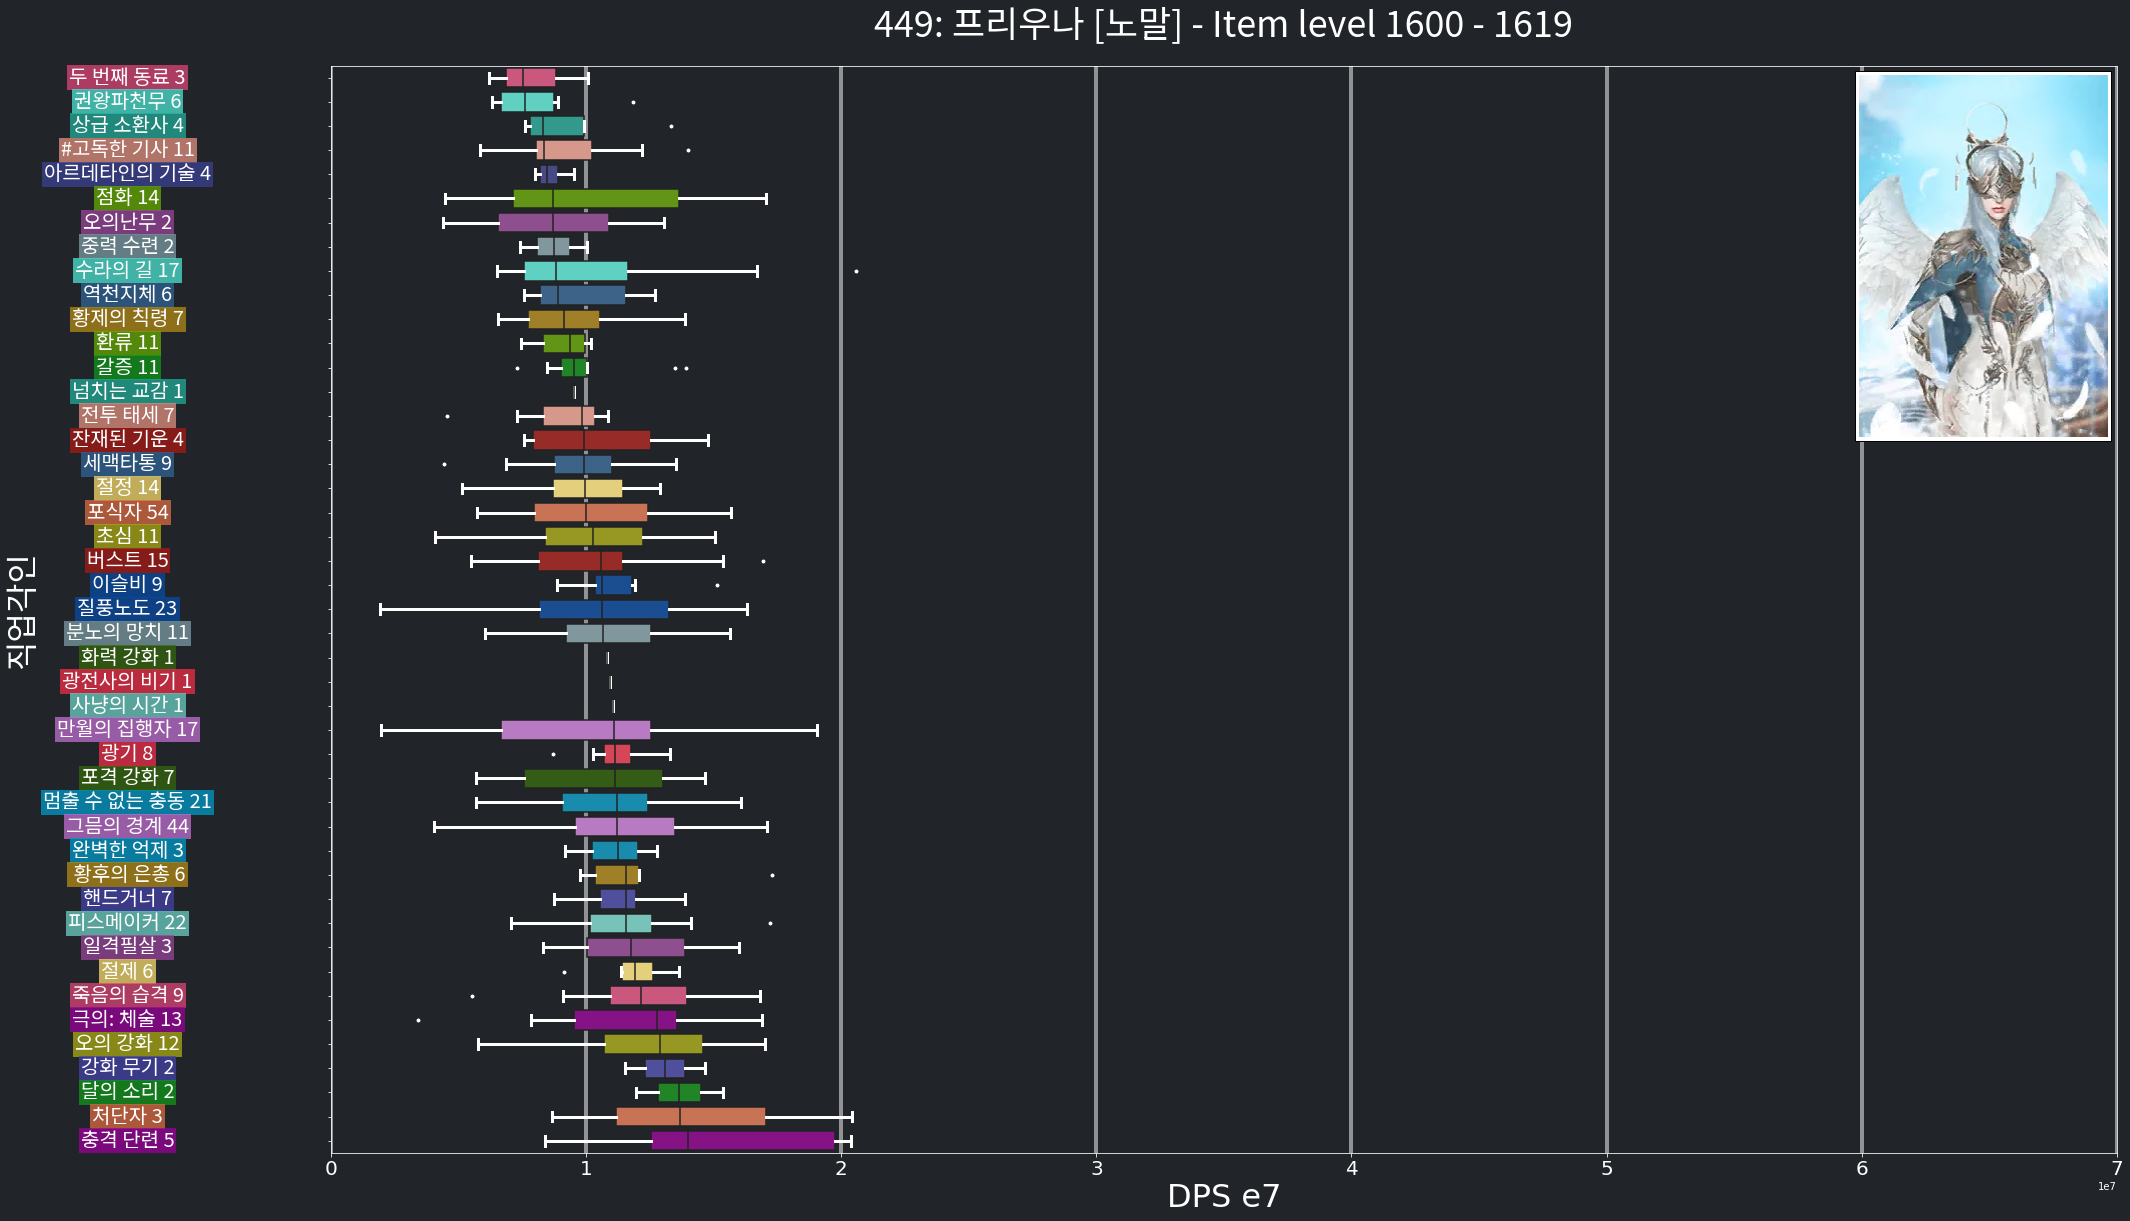 449: 프리우나 [노말] - Item level 1600 - 1619
두 번째 동료 3
권왕파천무 6
상급 소환사 4
#고독한 기사 11
아르데타인의 기술 4
점화 14
오의난무 2
중력 수련 2
수라의 길 17
역천지체 6
황제의 칙령 7
환류 11
갈증 11
넘치는 교감 1
전투 태세 7
잔재된 기운 4
세맥타통 9
절정 14
포식자 54
초심 11
버스트 15
이슬비 9
질풍노도 23
분노의 망치 11
화력 강화 1
광전사의 비기 1
사냥의 시간 1
만월의 집행자 17
광기 8
포격 강화 7
멈출 수 없는 충동 21
그믐의 경계 44
완벽한 억제 3
황후의 은총 6
핸드거너 7
피스메이커 22
일격필살 3
절제 6
죽음의 습격 9
극의: 체술 13
오의 강화 12
강화 무기 2
달의 소리 2
처단자 3
충격 단련 5
직업각인
0 1 2 3 4 5 6 7
DPS e7
1e7